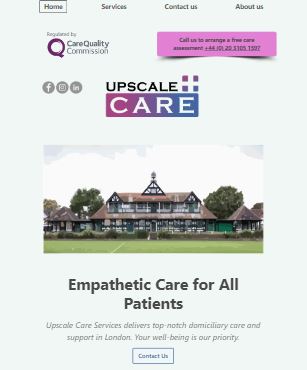 Home Services Contact us About us
Regulated by
CareQuality
Commission
Call us to arrange a free care
assessment +44 (0) 20 3105 1597
UPSCALE
CARE
Empathetic Care for All
Patients
Upscale Care Services delivers top-notch domiciliary care and
support in London. Your well-being is our priority.
Contact Us